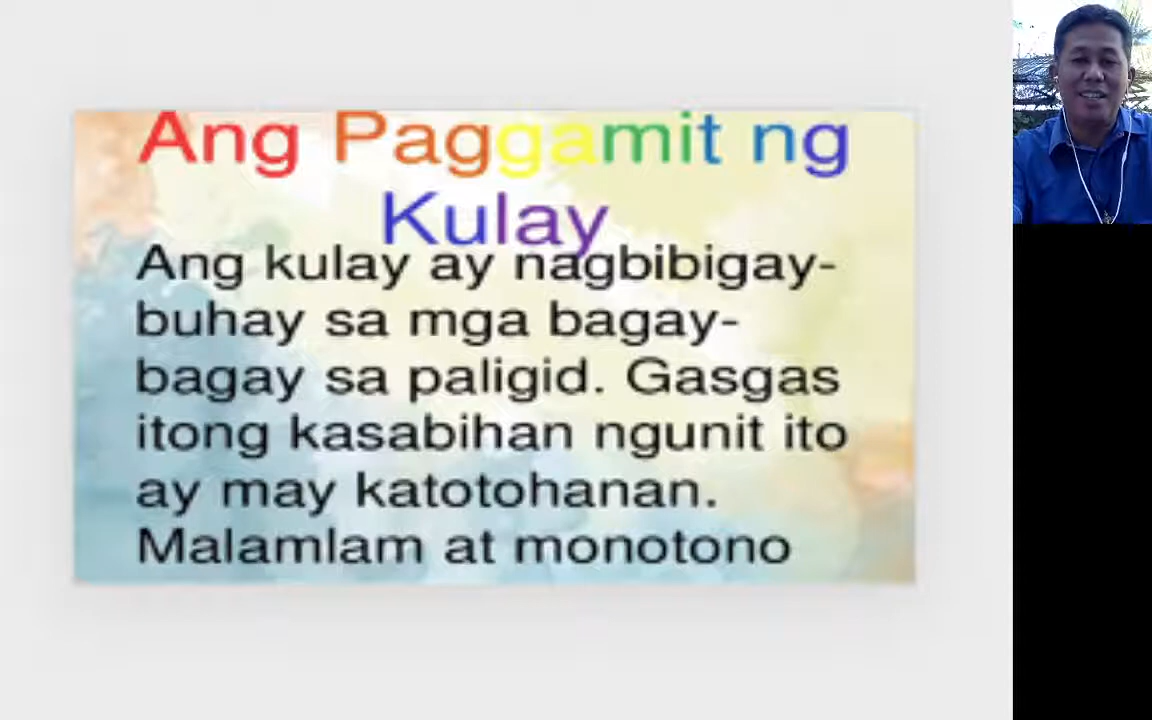 Ang Paggamit ng
Kulay
Ang kulay ay nagbibigay-
buhay sa mga bagay-
bagay sa paligid. Gasgas
itong kasabihan ngunit ito
ay may katotohanan.
Malamlam at monotono